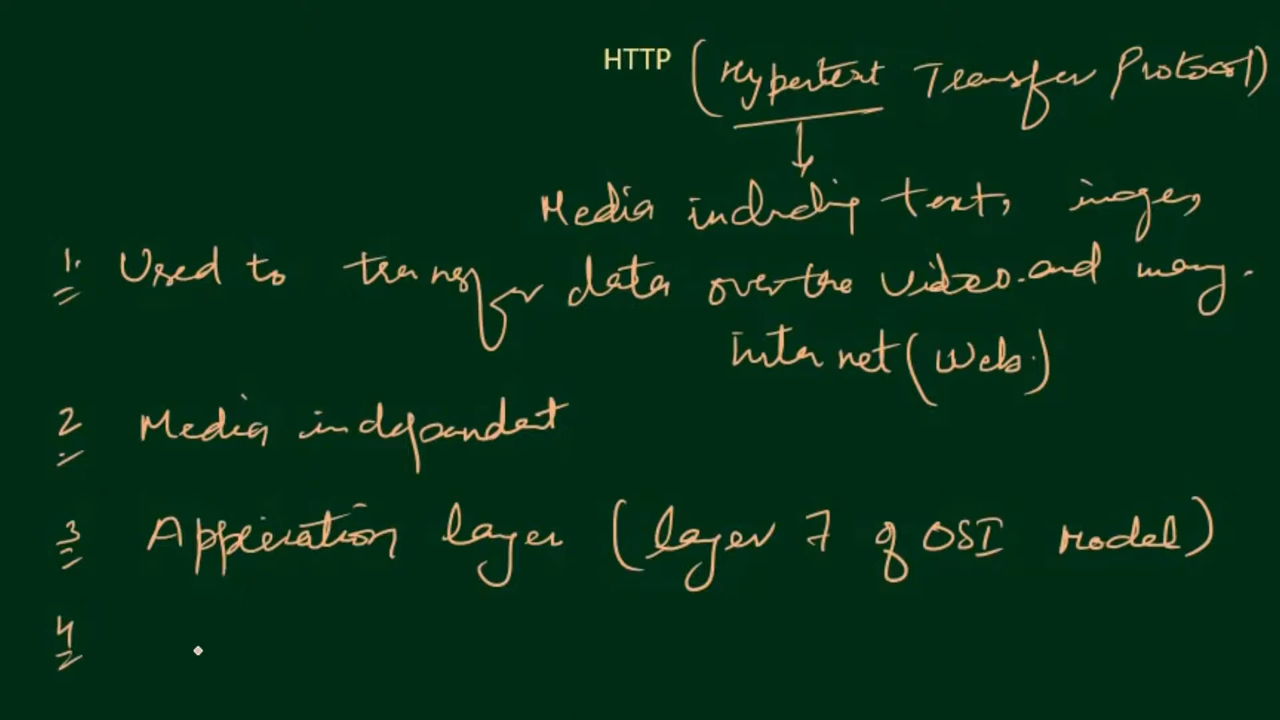 HTTP (Hypertext Transfer Protocol)
Media including text, images,
1. Used to transfer data over the video and many.
internet (Web.)
2 Media independent
3 Application layer (layer 7 of OSI Model)
4